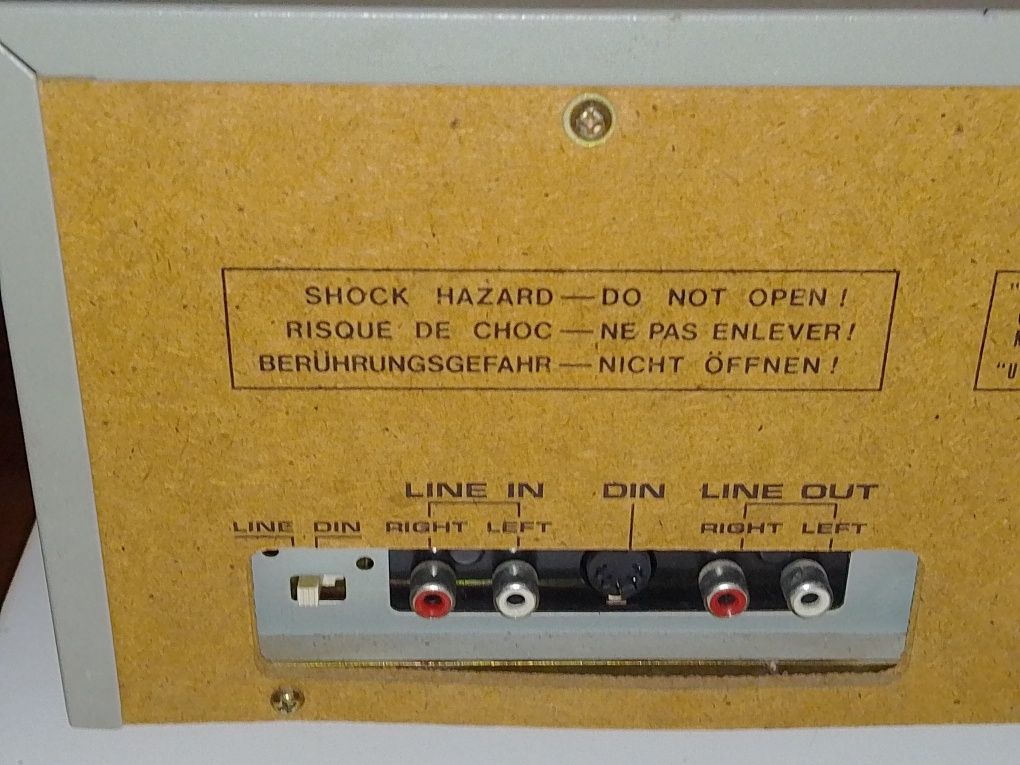 SHOCK HAZARD — DO NOT OPEN !
RISQUE DE CHOC — NE PAS ENLEVER !
BERÜHRUNGSGEFAHR — NICHT ÖFFNEN !
LINE IN DIN LINE OUT
LINE DIN RIGHT LEFT RIGHT LEFT